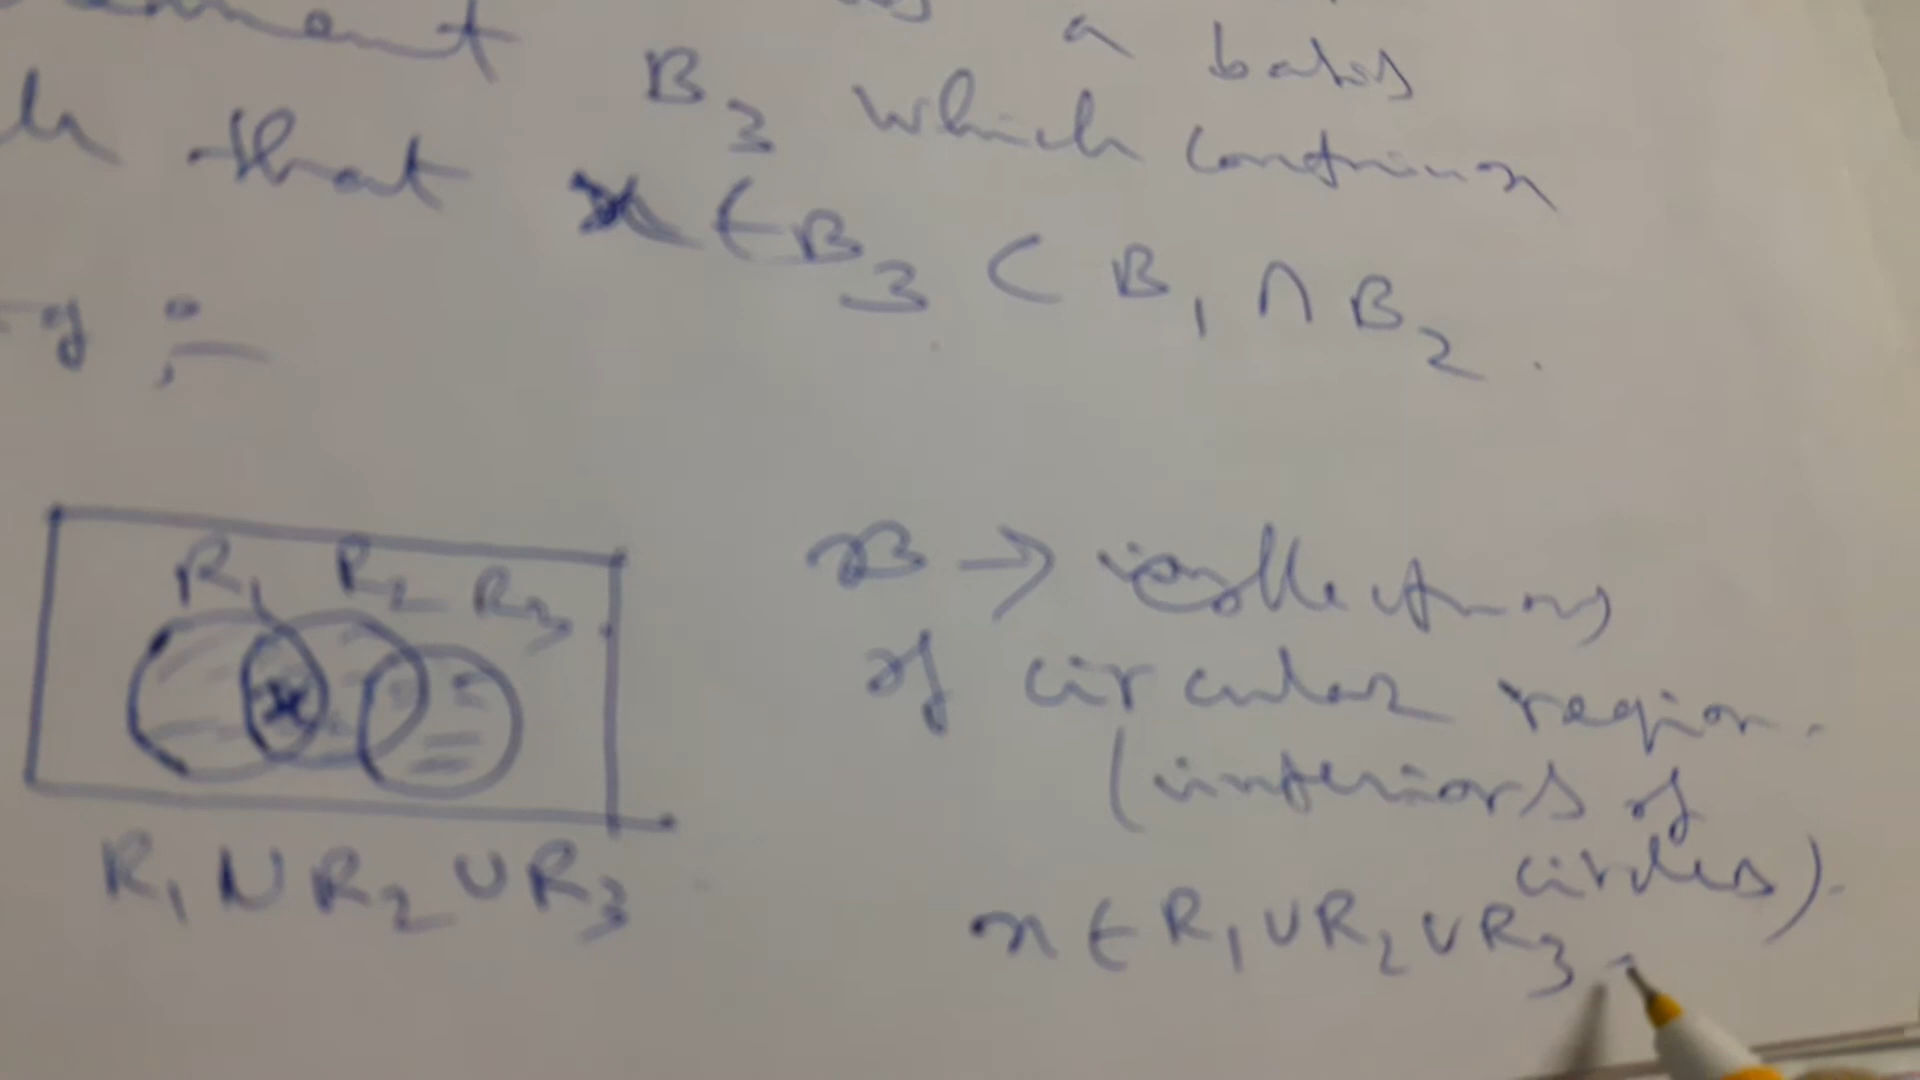 a basis
B3 which contains x
that x ∈ B3 ⊂ B1 ∩ B2.
eg :-
R1 R2 R3
x
R1 ∪ R2 ∪ R3
B → collections
of circular region.
(interiors of
circles).
x ∈ R1 ∪ R2 ∪ R3